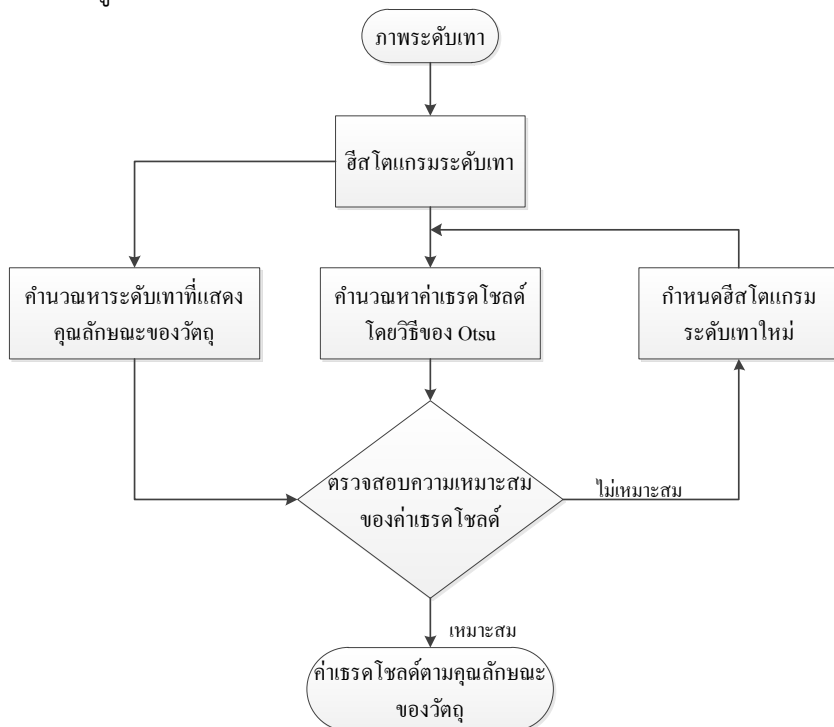 ภาพระดับเทา
ฮีสโตแกรมระดับเทา
คำนวณหาระดับเทาที่แสดง
คุณลักษณะของวัตถุ
คำนวณหาค่าเธรดโชลด์
โดยวิธีของ Otsu
กำหนดฮีสโตแกรม
ระดับเทาใหม่
ตรวจสอบความเหมาะสม
ของค่าเธรดโชลด์
ไม่เหมาะสม
เหมาะสม
ค่าเธรดโชลด์ตามคุณลักษณะ
ของวัตถุ